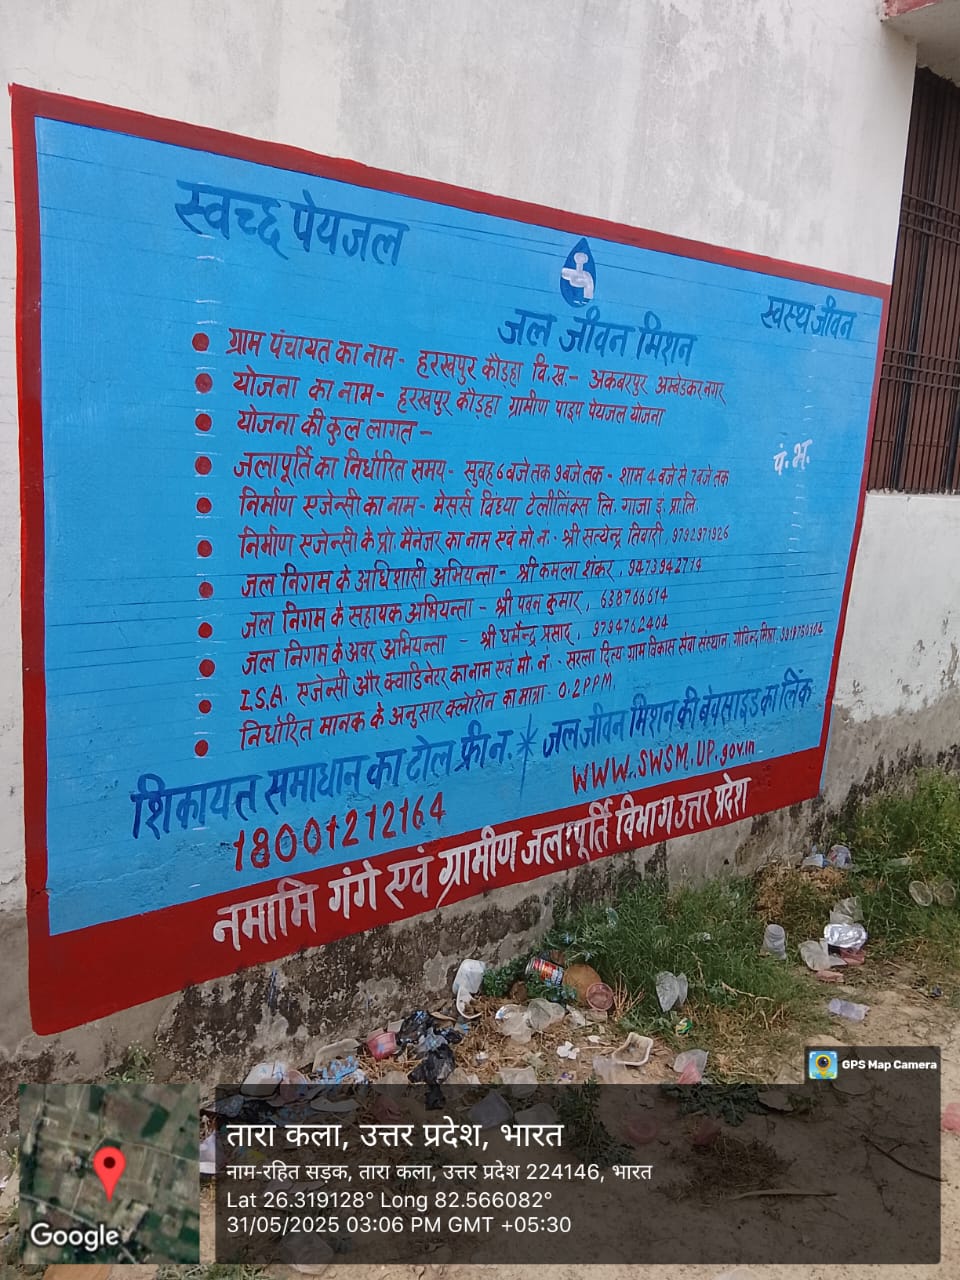 स्वच्छ पेयजल
जल जीवन मिशन
स्वस्थ जीवन
ग्राम पंचायत का नाम - हरखपुर कौड़हा वि.ख. - अकबरपुर अम्बेडकर नगर
योजना का नाम - हरखपुर कौड़हा ग्रामीण पाइप पेयजल योजना
योजना की कुल लागत -
जलापूर्ति का निर्धारित समय - सुबह 6 बजे तक 9 बजे तक - शाम 4 बजे से 7 बजे तक
पं. भ.
निर्माण एजेन्सी का नाम - मेसर्स विंध्या टेलीलिंक्स लि. गाजा इं. प्रा. लि.
निर्माण एजेन्सी के प्रो. मैनेजर का नाम एवं मो. नं. - श्री सत्येन्द्र तिवारी, 9792971926
जल निगम के अधिशासी अभियन्ता - श्री कमला शंकर, 9473942774
जल निगम के सहायक अभियन्ता - श्री पवन कुमार, 638766614
जल निगम के अवर अभियन्ता - श्री धर्मेन्द्र प्रसाद, 9794762404
I.S.A. एजेन्सी और क्वाडिनेटर का नाम एवं मो. नं. - सरला दित्य ग्राम विकास सेवा संस्थान, गोविन्द मिश्रा,
निर्धारित मानक के अनुसार क्लोरीन का मात्रा - 0.2 PPM.
शिकायत समाधान का टोल फ्री न. * जल जीवन मिशन की बेवसाइड का लिंक
18001212164 WWW.SWSM.UP.gov.in
नमामि गंगे एवं ग्रामीण जलःपूर्ति विभाग उत्तर प्रदेश
GPS Map Camera
तारा कला, उत्तर प्रदेश, भारत
नाम-रहित सड़क, तारा कला, उत्तर प्रदेश 224146, भारत
Lat 26.319128° Long 82.566082°
31/05/2025 03:06 PM GMT +05:30
Google